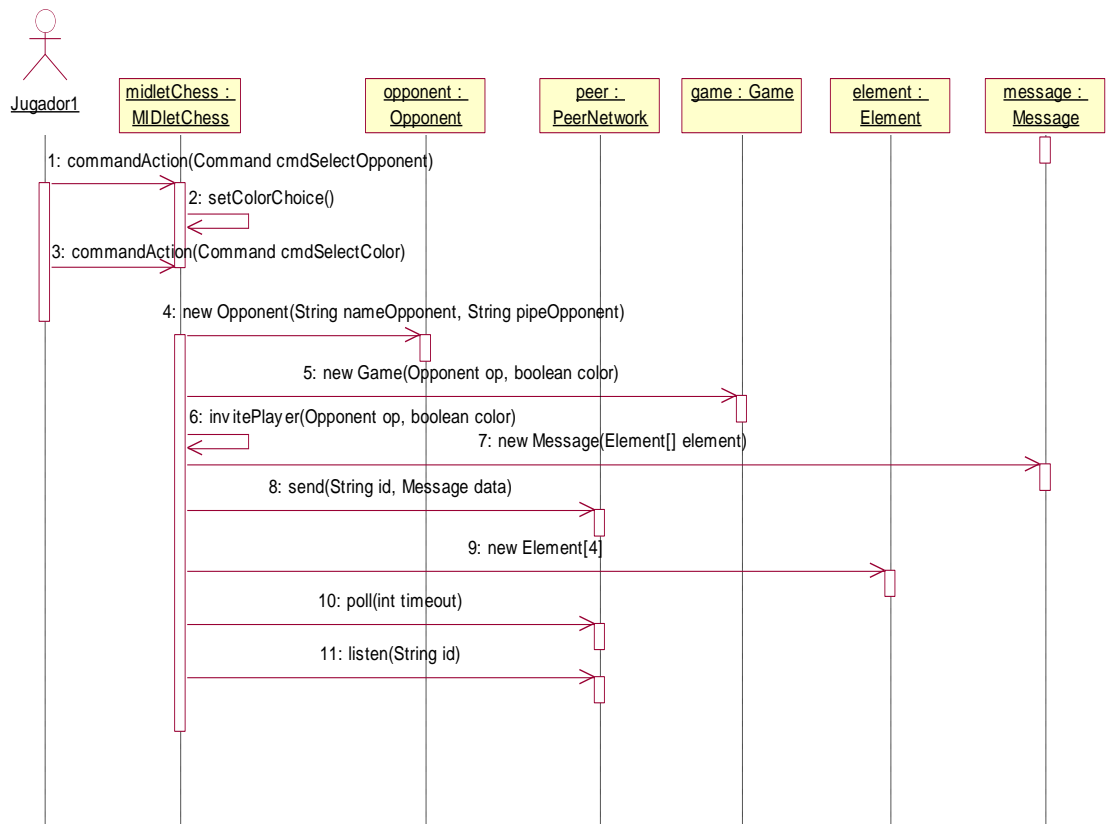 Jugador1
midletChess :
MIDletChess
opponent :
Opponent
peer :
PeerNetwork
game : Game
element :
Element
message :
Message
1: commandAction(Command cmdSelectOpponent)
2: setColorChoice()
3: commandAction(Command cmdSelectColor)
4: new Opponent(String nameOpponent, String pipeOpponent)
5: new Game(Opponent op, boolean color)
6: invitePlayer(Opponent op, boolean color)
7: new Message(Element[] element)
8: send(String id, Message data)
9: new Element[4]
10: poll(int timeout)
11: listen(String id)